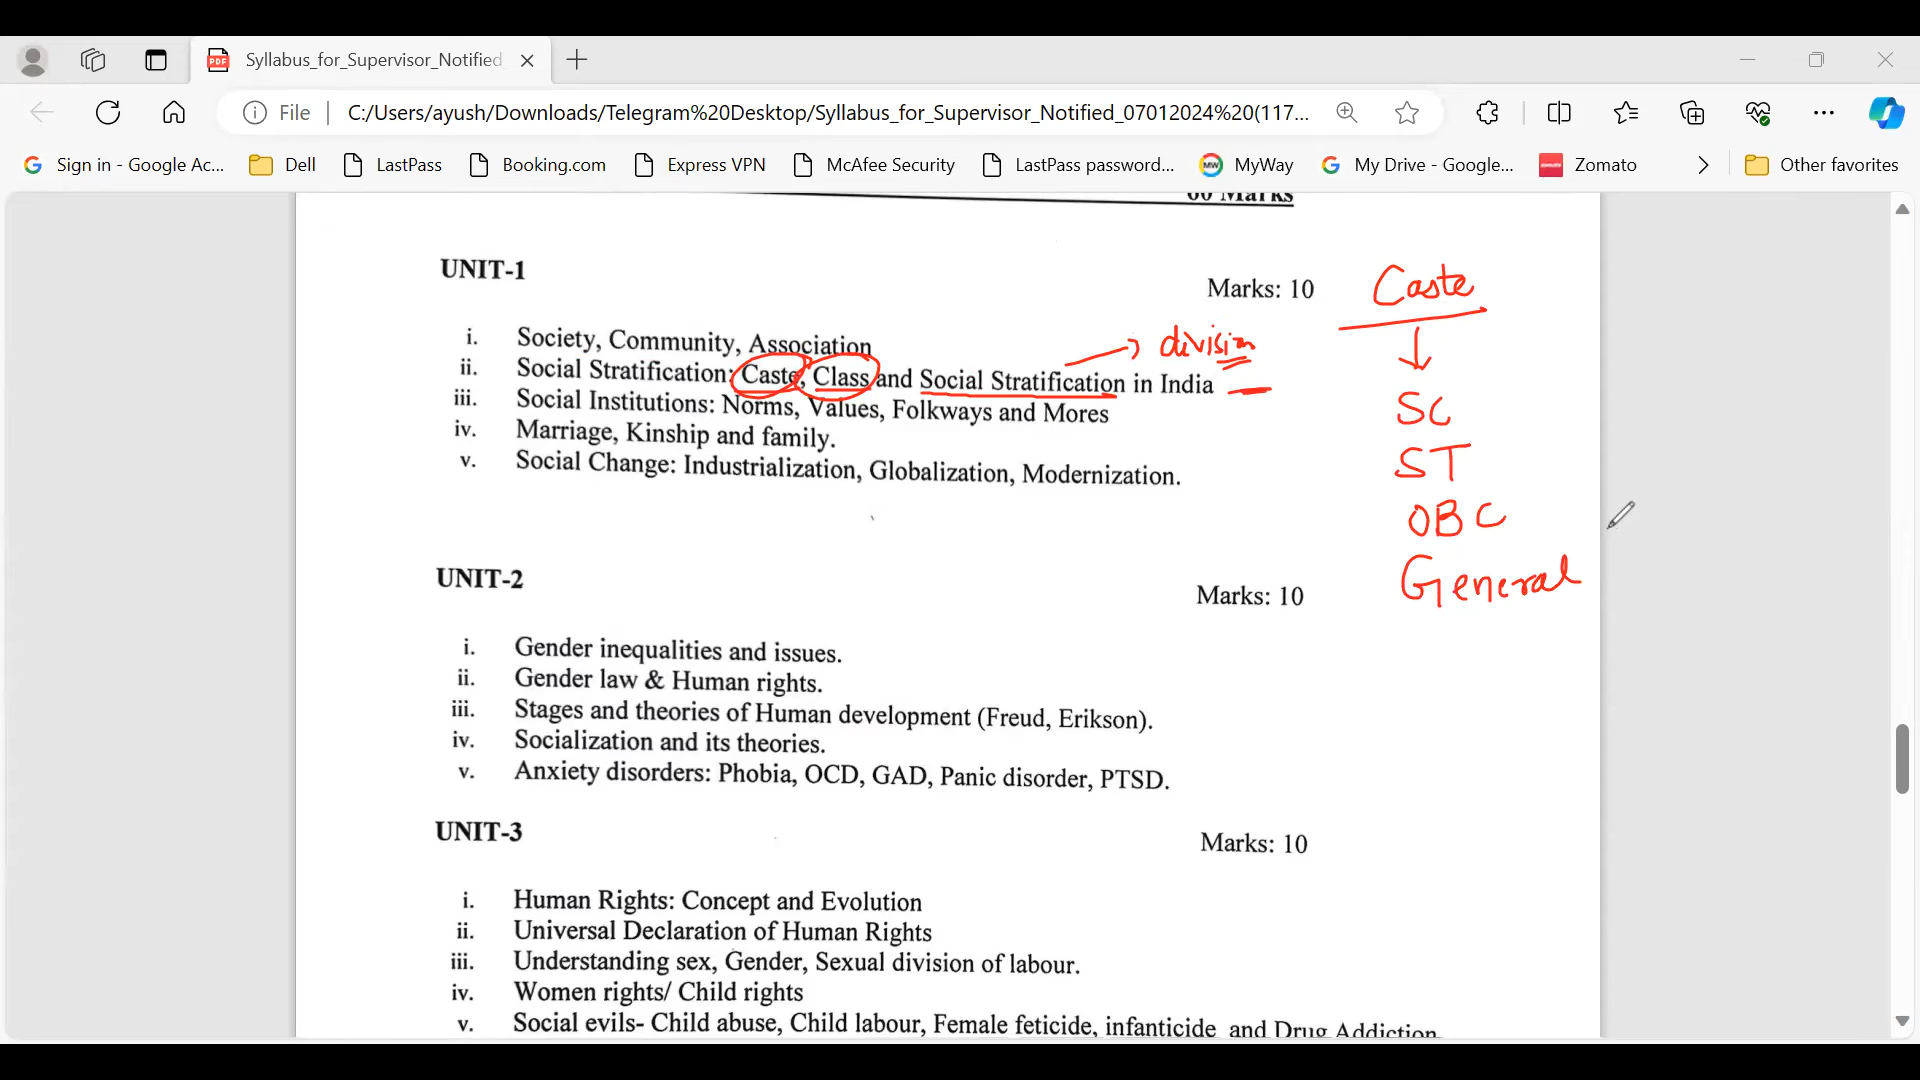 Syllabus_for_Supervisor_Notified
File
C:/Users/ayush/Downloads/Telegram%20Desktop/Syllabus_for_Supervisor_Notified_07012024%20(117...
Sign in - Google Ac...
Dell
LastPass
Booking.com
Express VPN
McAfee Security
LastPass password...
MyWay
My Drive - Google...
Zomato
Other favorites
60 Marks
UNIT-1
Marks: 10
Caste
i. Society, Community, Association
division
ii. Social Stratification: Caste, Class and Social Stratification in India
iii. Social Institutions: Norms, Values, Folkways and Mores
SC
iv. Marriage, Kinship and family.
v. Social Change: Industrialization, Globalization, Modernization.
ST
OBC
General
UNIT-2
Marks: 10
i. Gender inequalities and issues.
ii. Gender law & Human rights.
iii. Stages and theories of Human development (Freud, Erikson).
iv. Socialization and its theories.
v. Anxiety disorders: Phobia, OCD, GAD, Panic disorder, PTSD.
UNIT-3
Marks: 10
i. Human Rights: Concept and Evolution
ii. Universal Declaration of Human Rights
iii. Understanding sex, Gender, Sexual division of labour.
iv. Women rights/ Child rights
v. Social evils- Child abuse, Child labour, Female feticide, infanticide and Drug Addiction